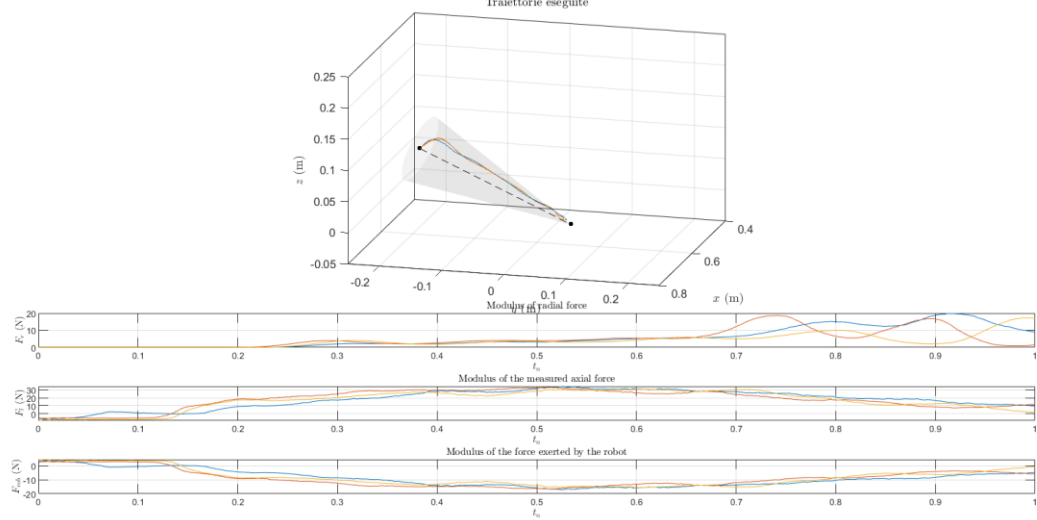 Traiettorie eseguite
0.25
0.2
0.15
0.1
0.05
0
-0.05
z (m)
-0.2
-0.1
0
0.1
0.2
y (m)
0.4
0.6
0.8
x (m)
Modulus of radial force
20
10
0
F_r (N)
0 0.1 0.2 0.3 0.4 0.5 0.6 0.7 0.8 0.9 1
t_n
Modulus of the measured axial force
30
20
10
0
(N)
0 0.1 0.2 0.3 0.4 0.5 0.6 0.7 0.8 0.9 1
t_n
Modulus of the force exerted by the robot
0
-10
-20
(N)
0 0.1 0.2 0.3 0.4 0.5 0.6 0.7 0.8 0.9 1
t_n